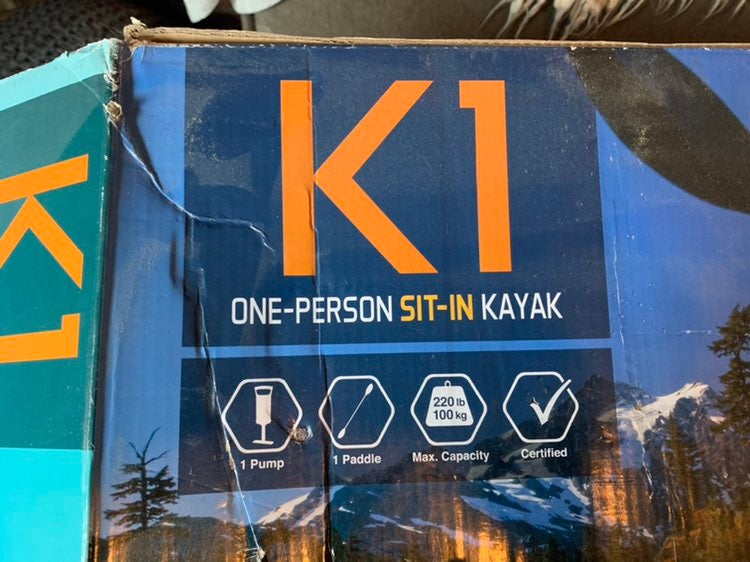 K1
K1
ONE-PERSON SIT-IN KAYAK
220 lb
100 kg
1 Pump
1 Paddle
Max. Capacity
Certified